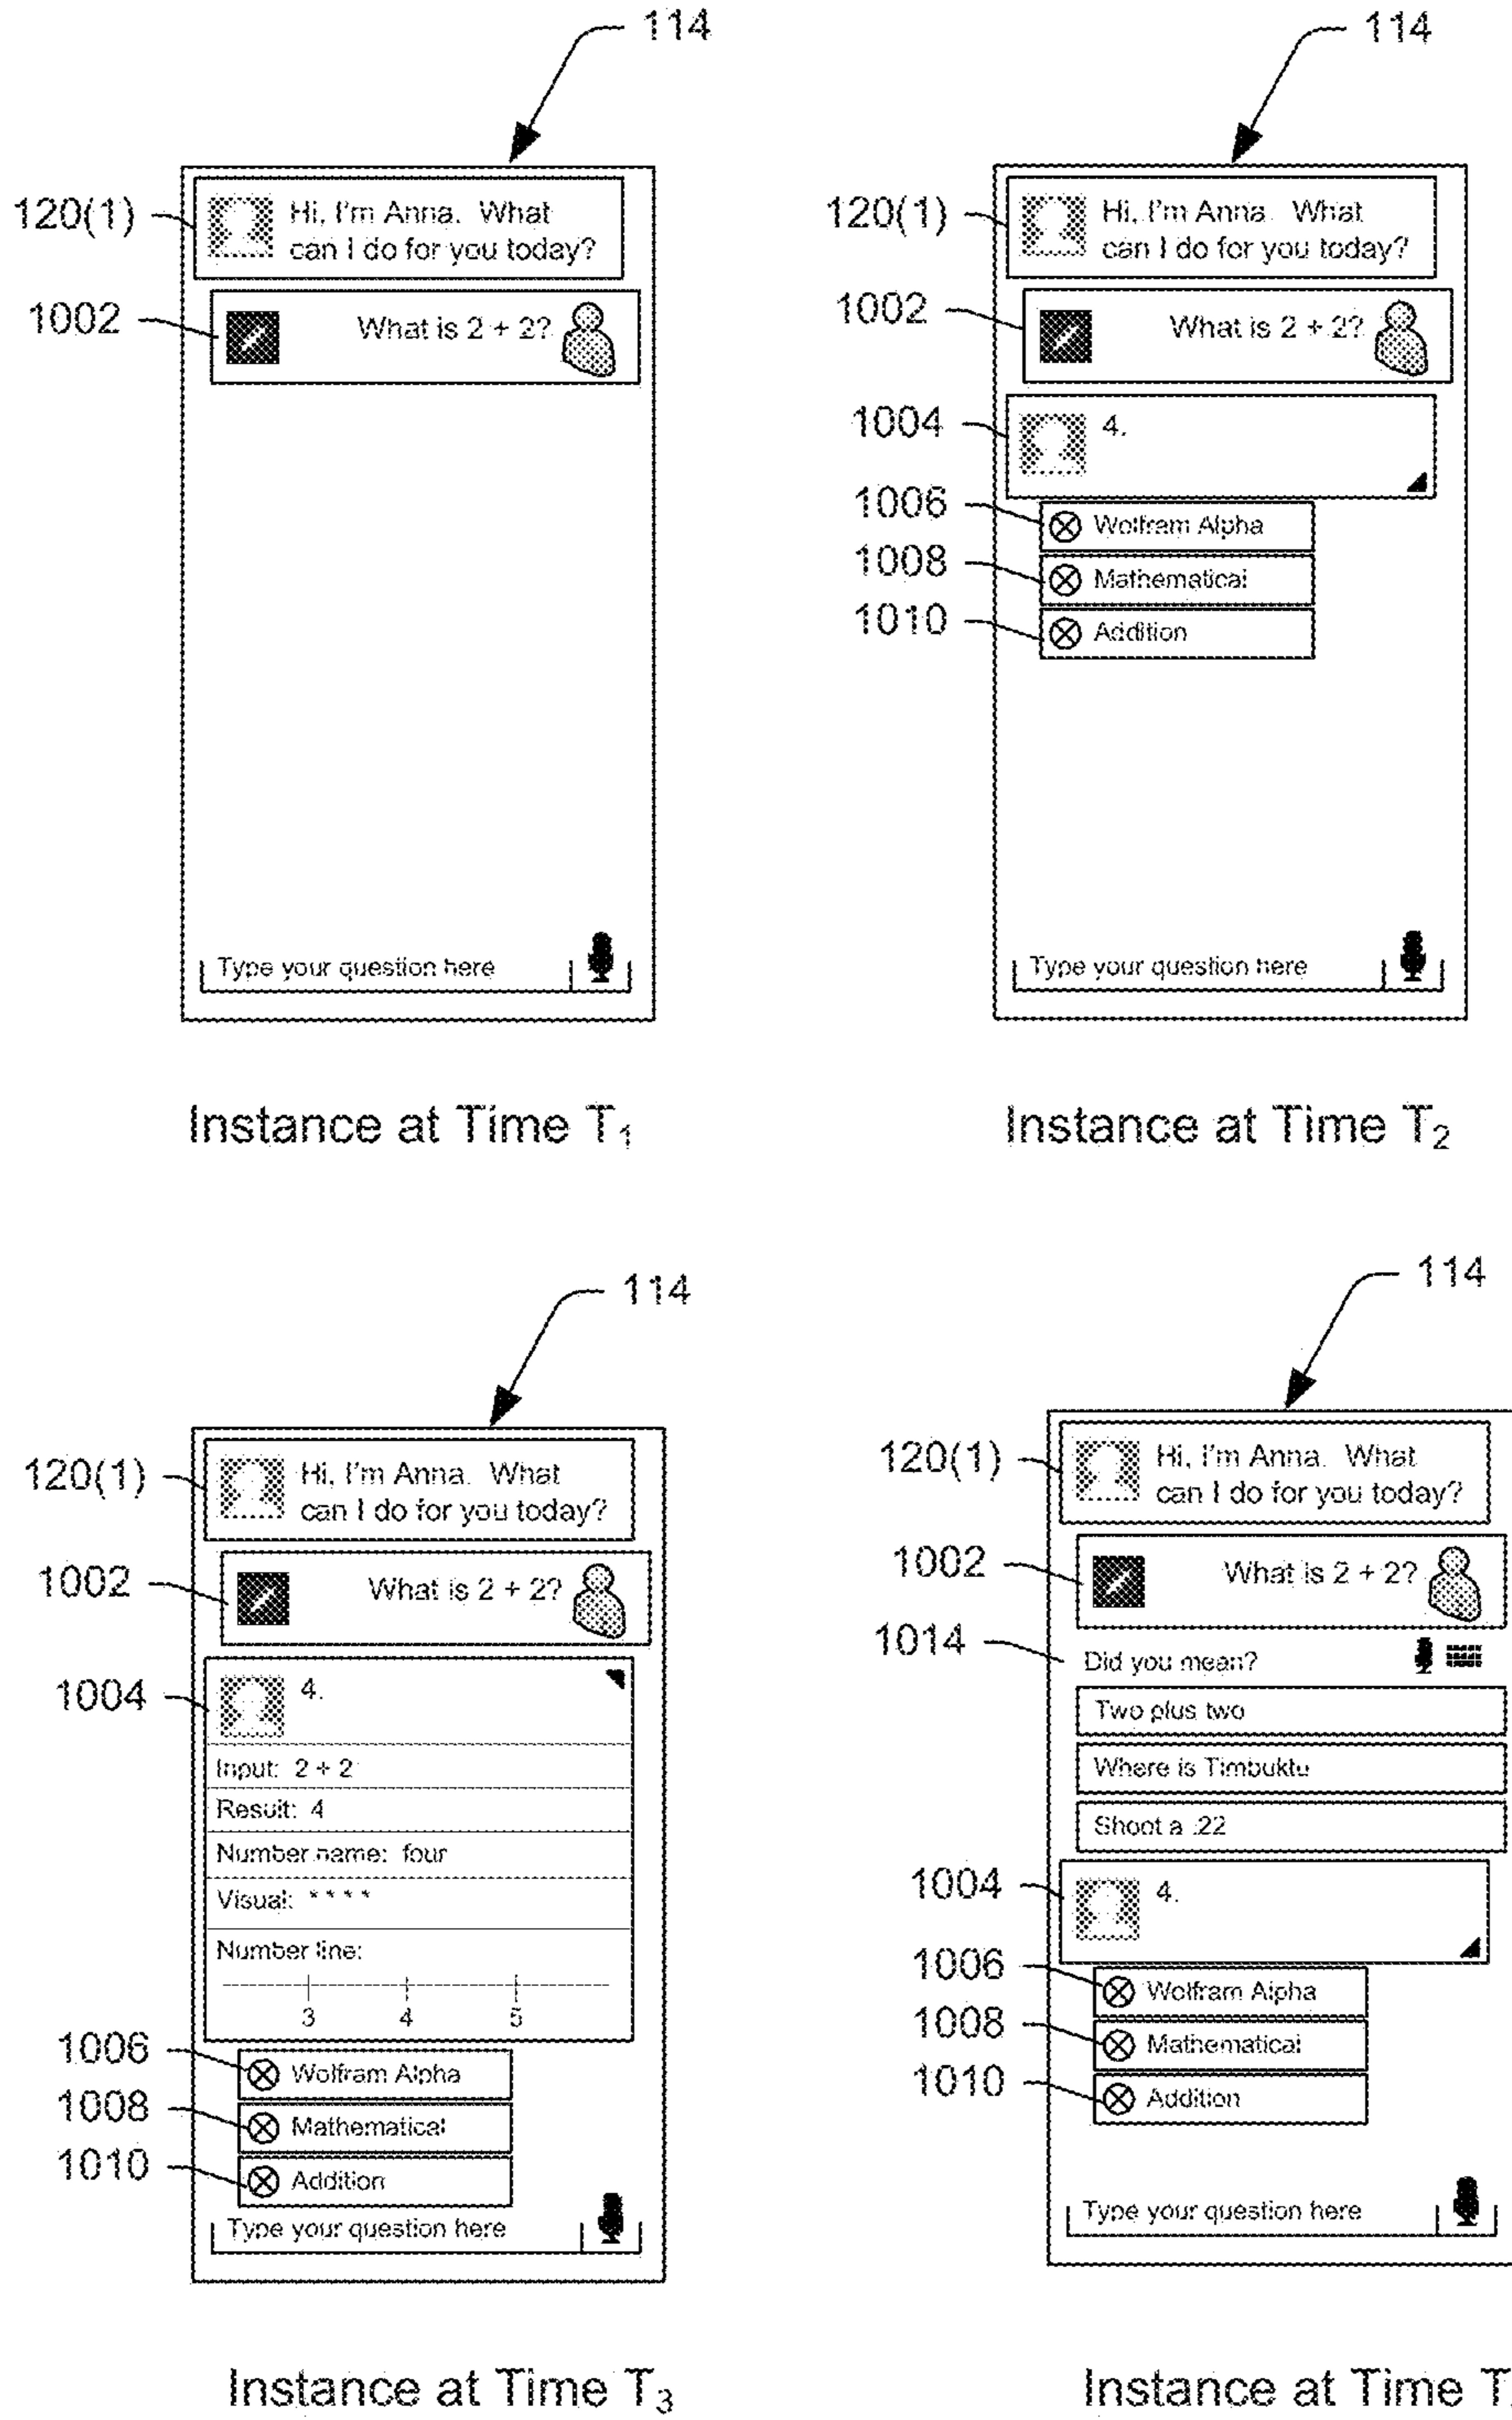 114
120(1)
Hi, I'm Anna. What
can I do for you today?
1002
What is 2 + 2?
Type your question here
Instance at Time T₁
114
120(1)
Hi, I'm Anna. What
can I do for you today?
1002
What is 2 + 2?
1004
4.
1006
Wolfram Alpha
1008
Mathematical
1010
Addition
Type your question here
Instance at Time T₂
114
120(1)
Hi, I'm Anna. What
can I do for you today?
1002
What is 2 + 2?
1004
4.
Input: 2 + 2
Result: 4
Number name: four
Visual: * * * *
Number line:
3 4 5
1006
Wolfram Alpha
1008
Mathematical
1010
Addition
Type your question here
Instance at Time T₃
114
120(1)
Hi, I'm Anna. What
can I do for you today?
1002
What is 2 + 2?
1014
Did you mean?
Two plus two
Where is Timbuktu
Shoot a .22
1004
4.
1006
Wolfram Alpha
1008
Mathematical
1010
Addition
Type your question here
Instance at Time T